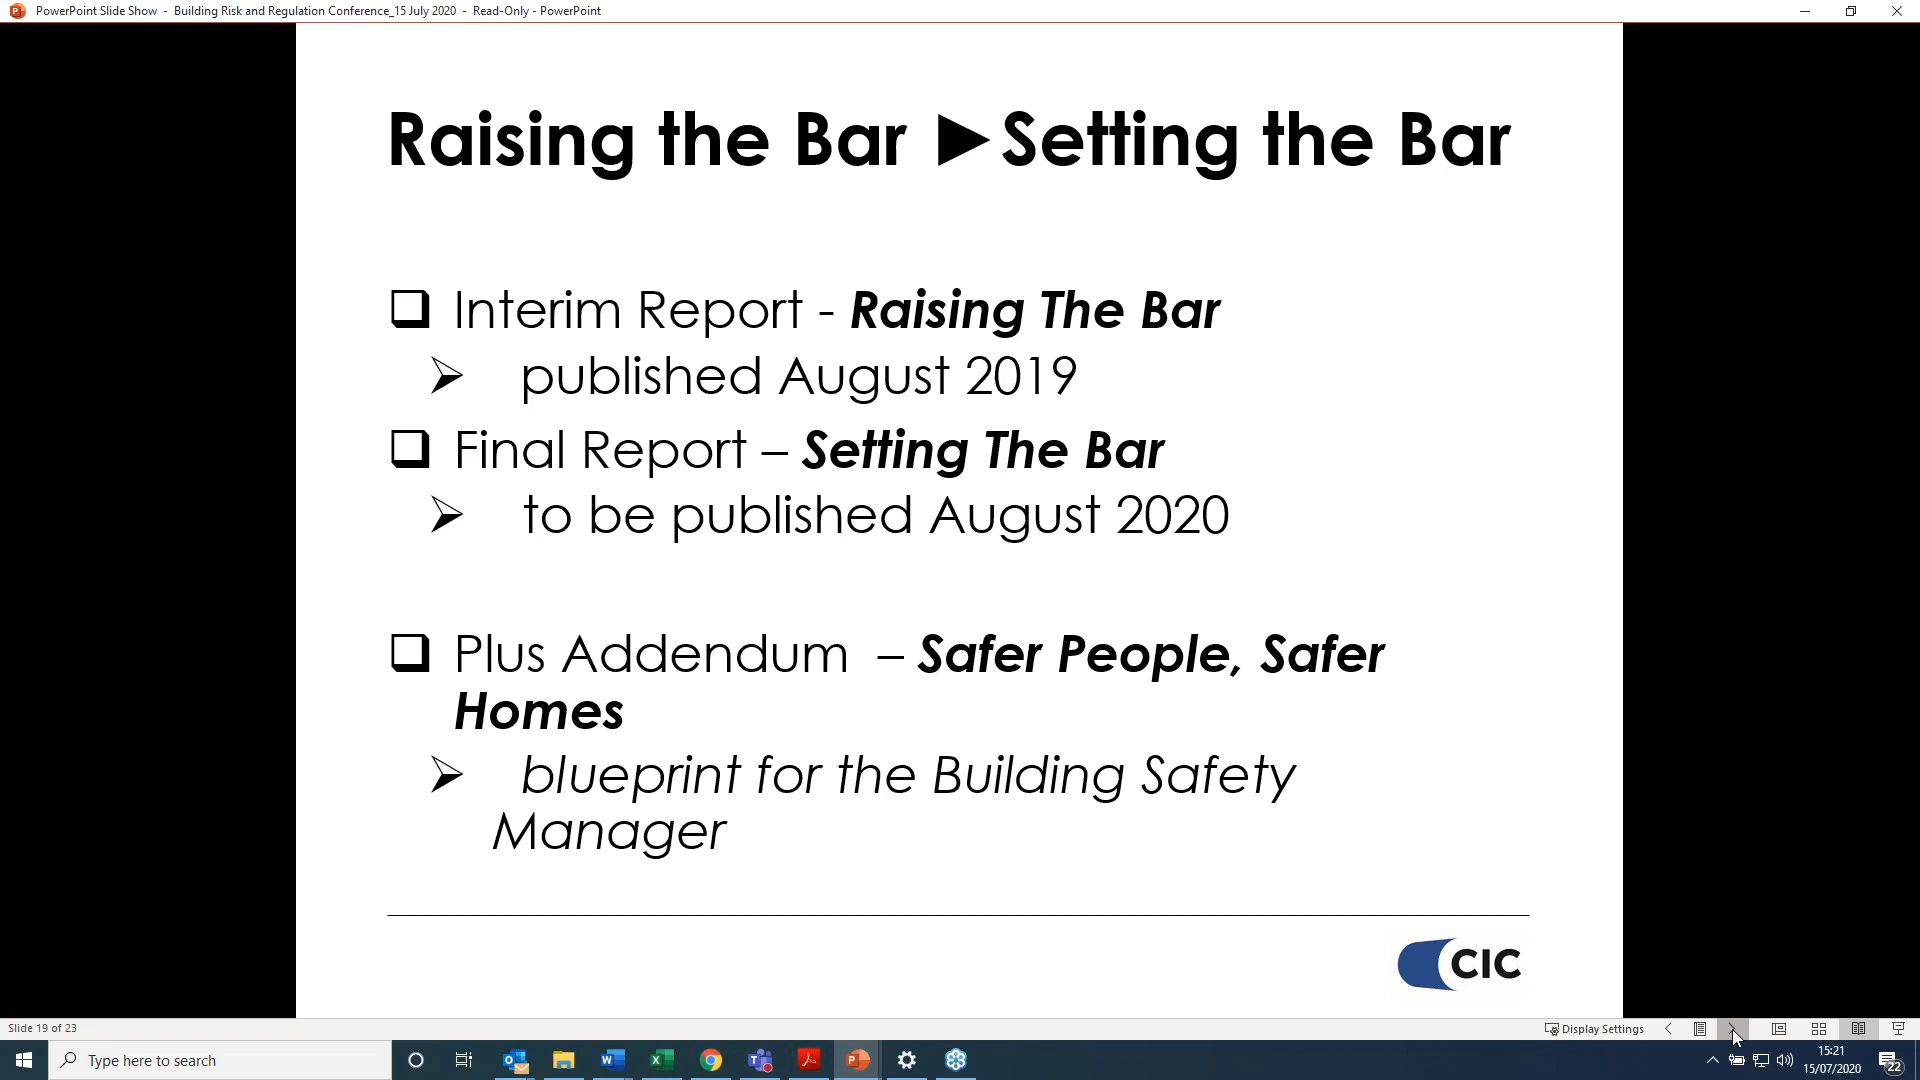 PowerPoint Slide Show - Building Risk and Regulation Conference_15 July 2020 - Read-Only - PowerPoint
Raising the Bar ►Setting the Bar
Interim Report - Raising The Bar
published August 2019
Final Report – Setting The Bar
to be published August 2020
Plus Addendum – Safer People, Safer
Homes
blueprint for the Building Safety
Manager
CIC
Slide 19 of 23
Display Settings
Type here to search
15:21
15/07/2020
22